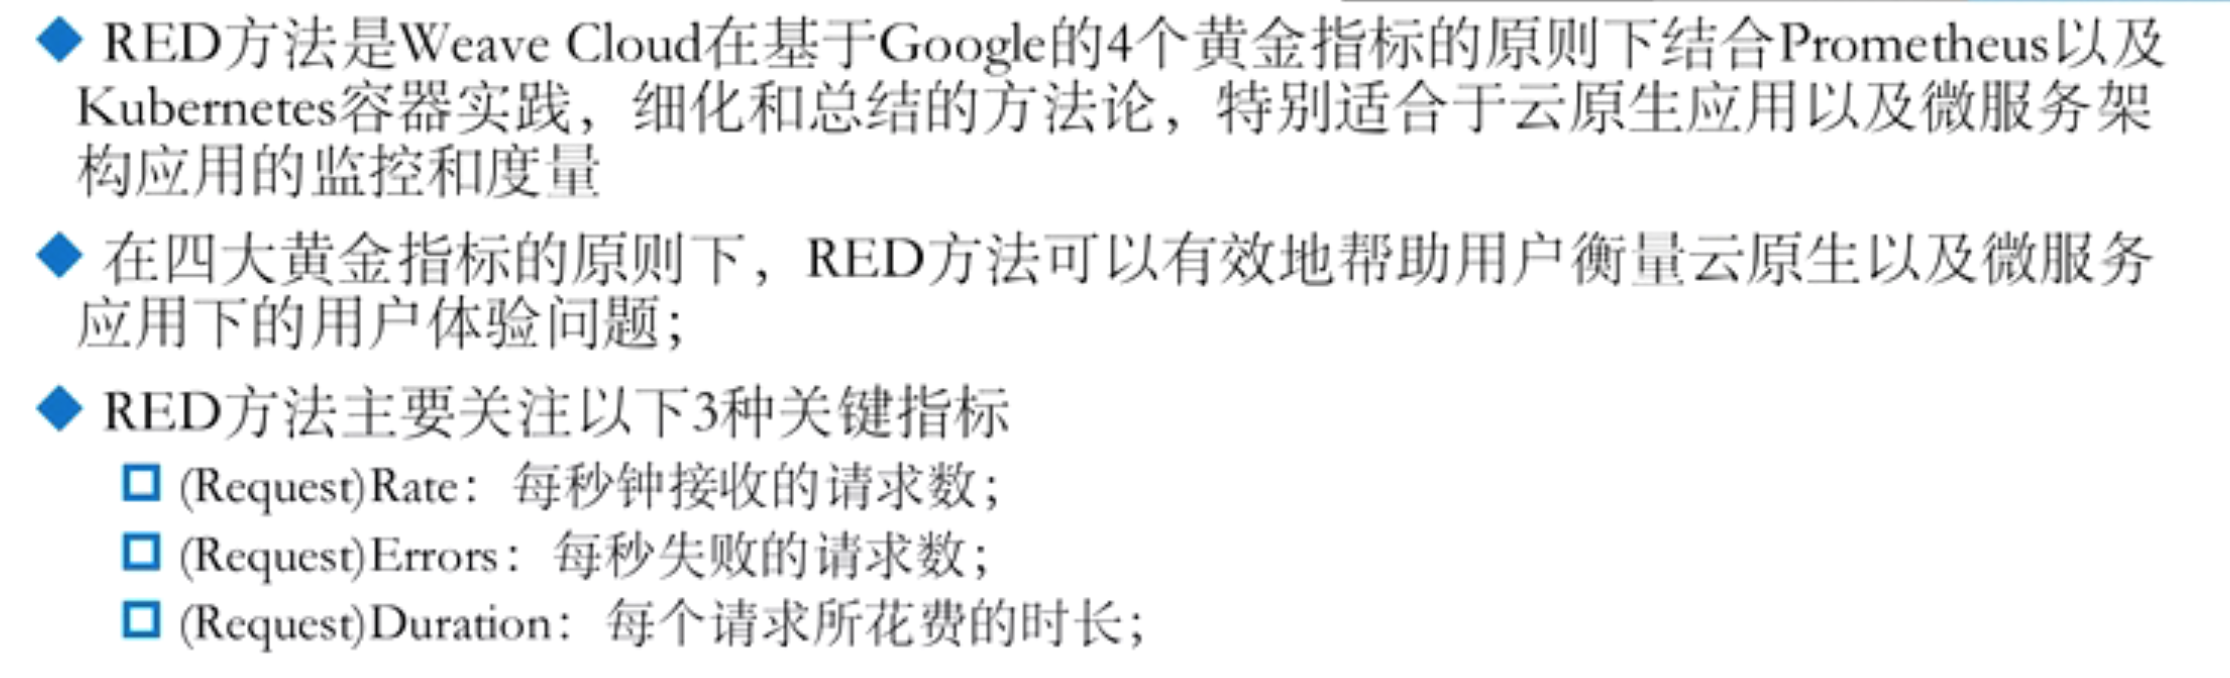 RED方法是Weave Cloud在基于Google的4个黄金指标的原则下结合Prometheus以及
Kubernetes容器实践，细化和总结的方法论，特别适合于云原生应用以及微服务架
构应用的监控和度量
在四大黄金指标的原则下，RED方法可以有效地帮助用户衡量云原生以及微服务
应用下的用户体验问题；
RED方法主要关注以下3种关键指标
(Request)Rate：每秒钟接收的请求数；
(Request)Errors：每秒失败的请求数；
(Request)Duration：每个请求所花费的时长；